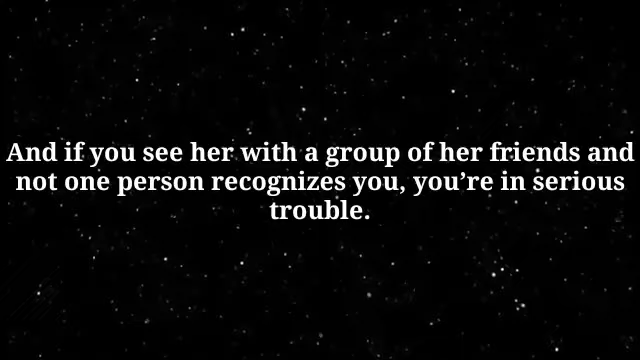 And if you see her with a group of her friends and
not one person recognizes you, you’re in serious
trouble.